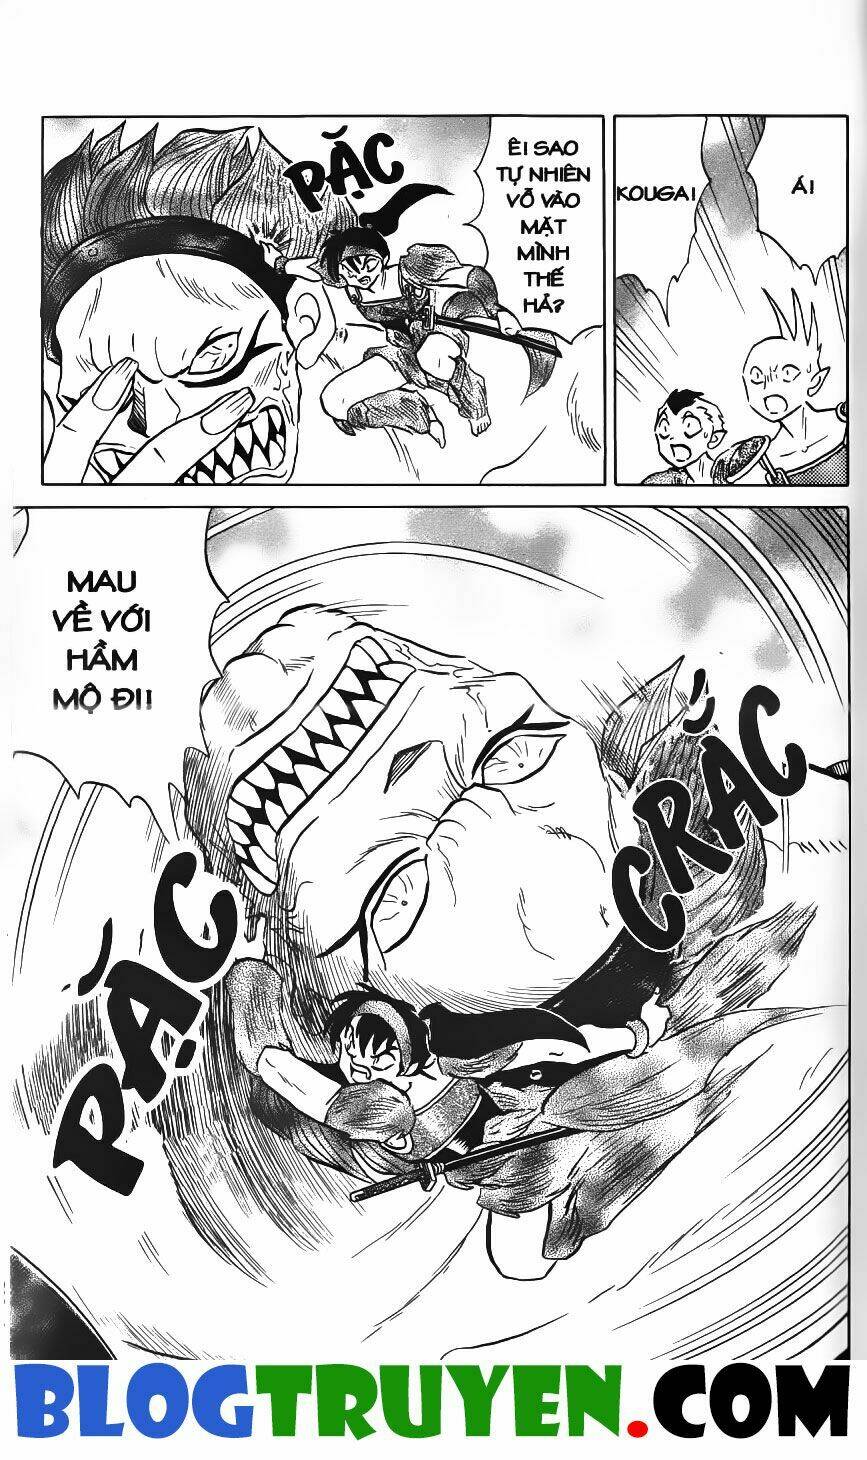 Á!
KOUGA!
ÊI SAO
TỰ NHIÊN
VỖ VÀO
MẶT
MÌNH
THẾ
HẢ?
PẶC
MAU
VỀ VỚI
HẦM
MỘ ĐI!
CRẮC
PẶC
BLOGTRUYEN.COM